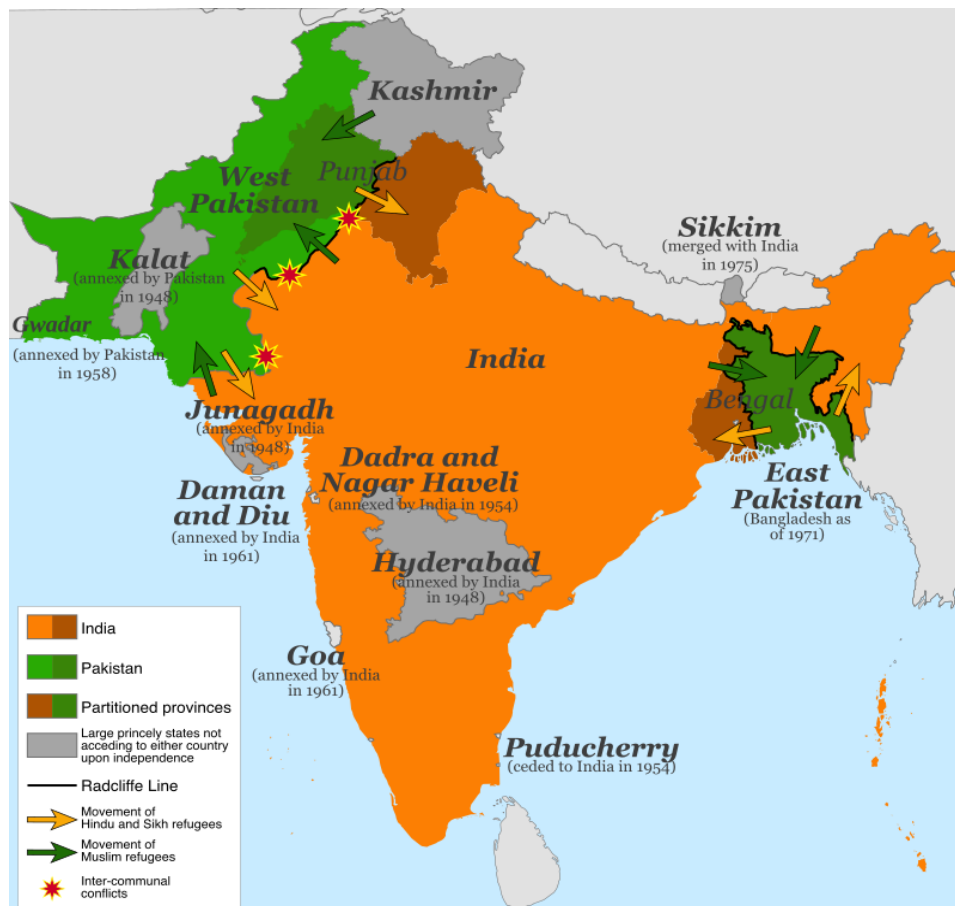 Kashmir
Punjab
West
Pakistan
Sikkim
(merged with India
in 1975)
Kalat
(annexed by Pakistan
in 1948)
Gwadar
(annexed by Pakistan
in 1958)
India
Bengal
Junagadh
(annexed by India
in 1948)
Dadra and
Nagar Haveli
(annexed by India in 1954)
East
Pakistan
(Bangladesh as
of 1971)
Daman
and Diu
(annexed by India
in 1961)
Hyderabad
(annexed by India
in 1948)
Goa
(annexed by India
in 1961)
Puducherry
(ceded to India in 1954)
India
Pakistan
Partitioned provinces
Large princely states not
acceding to either country
upon independence
Radcliffe Line
Movement of
Hindu and Sikh refugees
Movement of
Muslim refugees
Inter-communal
conflicts